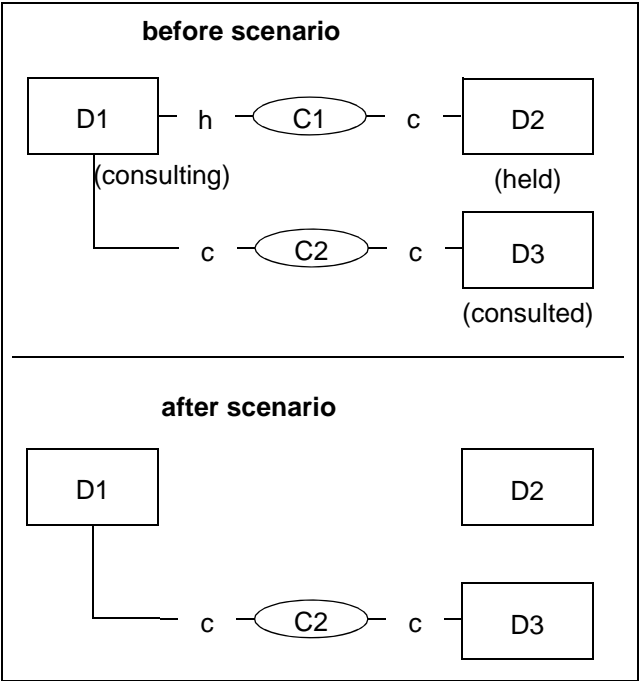 before scenario
D1 h C1 c D2
(consulting) (held)
c C2 c D3
(consulted)
after scenario
D1 D2
c C2 c D3